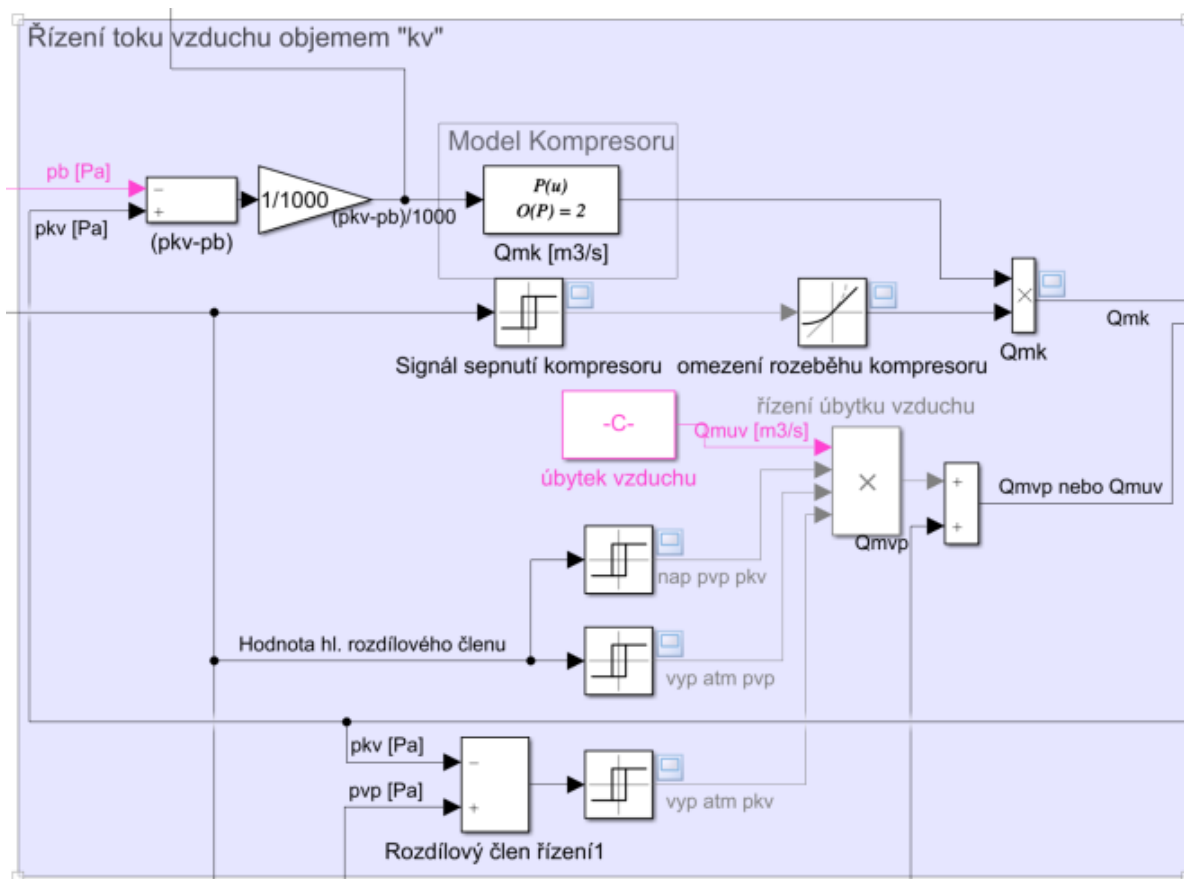 Řízení toku vzduchu objemem "kv"
Model Kompresoru
pb [Pa]
−
+
pkv [Pa]
(pkv-pb)
1/1000
(pkv-pb)/1000
P(u)
O(P) = 2
Qmk [m3/s]
×
Qmk
Qmk
Signál sepnutí kompresoru
omezení rozeběhu kompresoru
řízení úbytku vzduchu
-C-
Qmuv [m3/s]
úbytek vzduchu
×
+
+
Qmvp nebo Qmuv
Qmvp
nap pvp pkv
Hodnota hl. rozdílového členu
vyp atm pvp
pkv [Pa]
−
pvp [Pa]
+
vyp atm pkv
Rozdílový člen řízení1